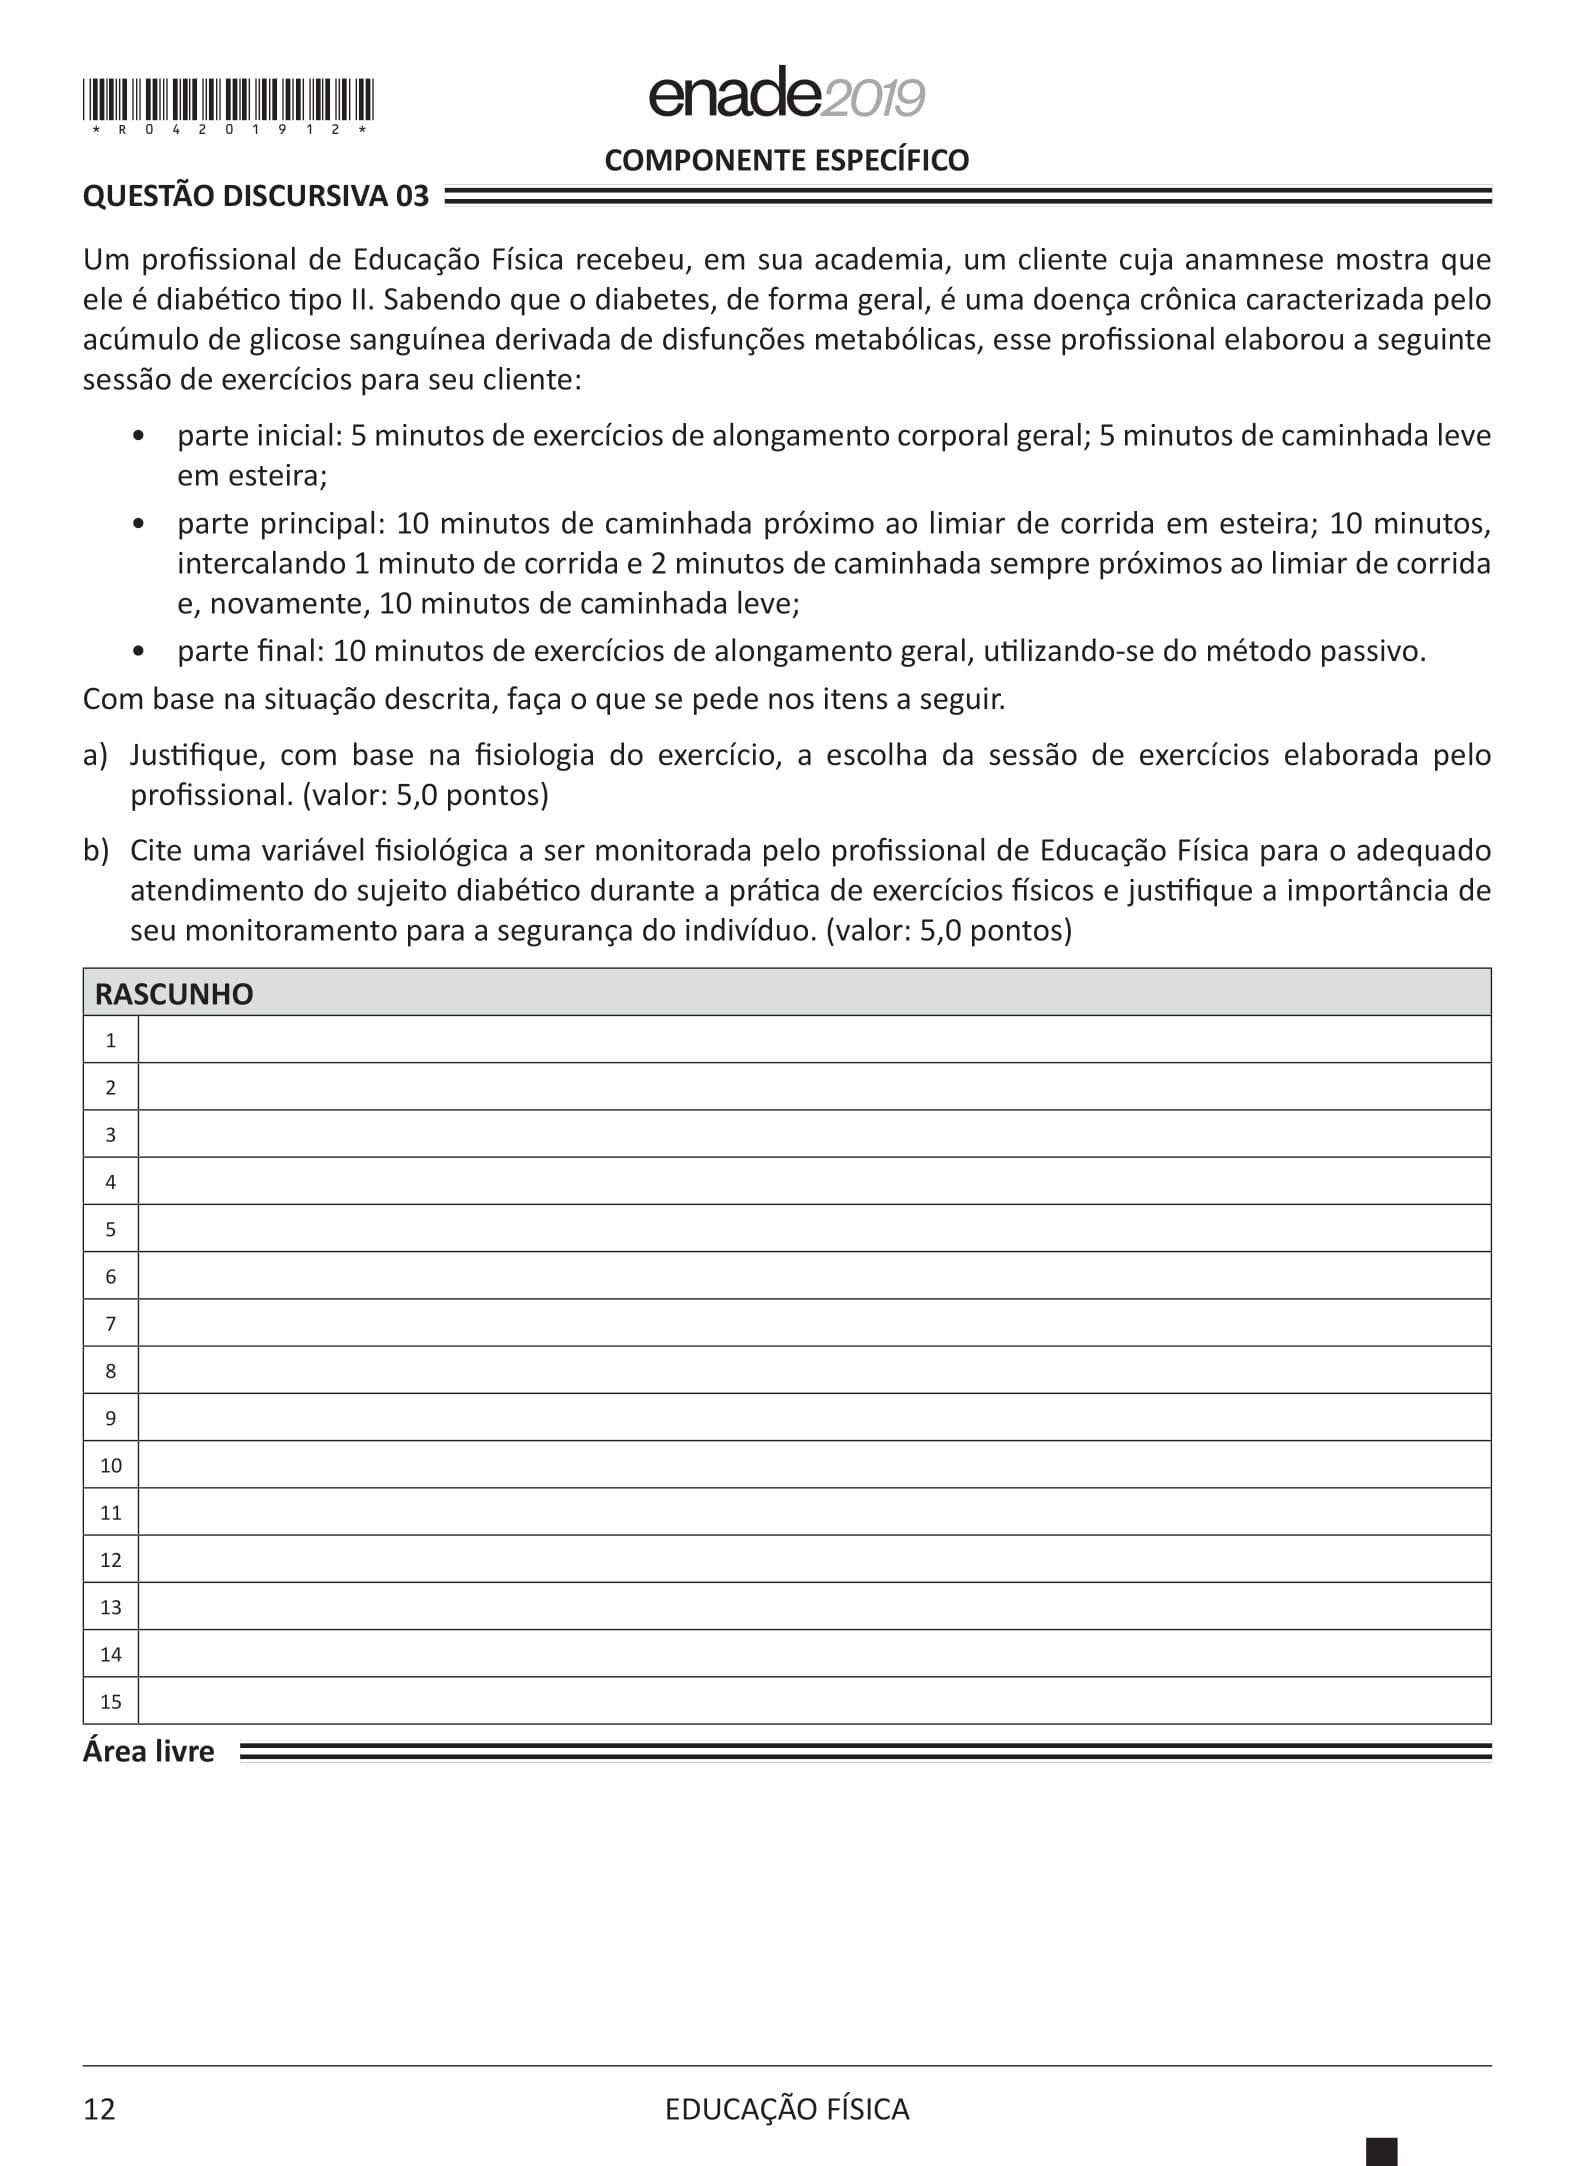 enade2019
*R04201912*
COMPONENTE ESPECÍFICO
QUESTÃO DISCURSIVA 03
Um profissional de Educação Física recebeu, em sua academia, um cliente cuja anamnese mostra que
ele é diabético tipo II. Sabendo que o diabetes, de forma geral, é uma doença crônica caracterizada pelo
acúmulo de glicose sanguínea derivada de disfunções metabólicas, esse profissional elaborou a seguinte
sessão de exercícios para seu cliente:
• parte inicial: 5 minutos de exercícios de alongamento corporal geral; 5 minutos de caminhada leve
em esteira;
• parte principal: 10 minutos de caminhada próximo ao limiar de corrida em esteira; 10 minutos,
intercalando 1 minuto de corrida e 2 minutos de caminhada sempre próximos ao limiar de corrida
e, novamente, 10 minutos de caminhada leve;
• parte final: 10 minutos de exercícios de alongamento geral, utilizando-se do método passivo.
Com base na situação descrita, faça o que se pede nos itens a seguir.
a) Justifique, com base na fisiologia do exercício, a escolha da sessão de exercícios elaborada pelo
profissional. (valor: 5,0 pontos)
b) Cite uma variável fisiológica a ser monitorada pelo profissional de Educação Física para o adequado
atendimento do sujeito diabético durante a prática de exercícios físicos e justifique a importância de
seu monitoramento para a segurança do indivíduo. (valor: 5,0 pontos)
RASCUNHO
1
2
3
4
5
6
7
8
9
10
11
12
13
14
15
Área livre
12 EDUCAÇÃO FÍSICA